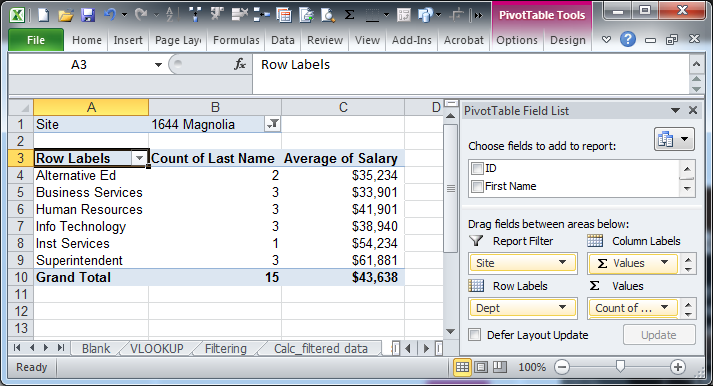 PivotTable Tools
File Home Insert Page Layo Formulas Data Review View Add-Ins Acrobat Options Design
A3 fx Row Labels
A B C D
1 Site 1644 Magnolia
2
3 Row Labels Count of Last Name Average of Salary
4 Alternative Ed 2 $35,234
5 Business Services 3 $33,901
6 Human Resources 3 $41,901
7 Info Technology 3 $38,940
8 Inst Services 1 $54,234
9 Superintendent 3 $61,881
10 Grand Total 15 $43,638
11
12
13
Blank VLOOKUP Filtering Calc_filtered data
PivotTable Field List
Choose fields to add to report:
ID
First Name
Drag fields between areas below:
Report Filter Column Labels
Site Σ Values
Row Labels Σ Values
Dept Count of ...
Defer Layout Update Update
Ready 100%